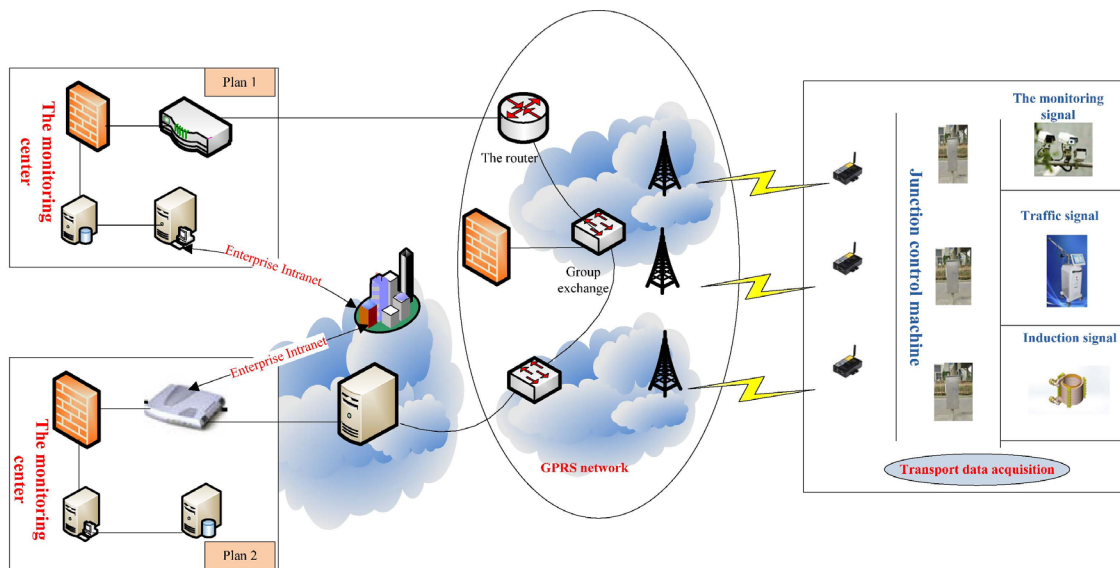 Plan 1
The monitoring
center
Enterprise Intranet
Enterprise Intranet
The monitoring
center
Plan 2
The router
Group
exchange
GPRS network
Junction control
machine
The monitoring
signal
Traffic signal
Induction signal
Transport data acquisition